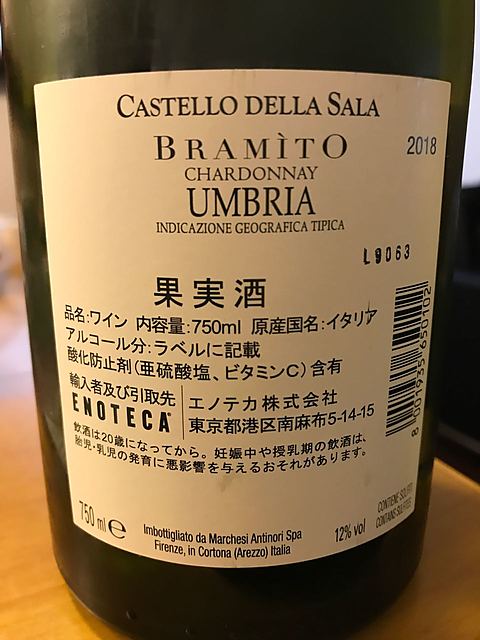 CASTELLO DELLA SALA
BRAMÌTO
2018
CHARDONNAY
UMBRIA
INDICAZIONE GEOGRAFICA TIPICA
L9063
果実酒
品名:ワイン 内容量:750ml 原産国名:イタリア
アルコール分:ラベルに記載
酸化防止剤(亜硫酸塩、ビタミンC)含有
輸入者及び引取先
ENOTECA
エノテカ株式会社
東京都港区南麻布5-14-15
飲酒は20歳になってから。妊娠中や授乳期の飲酒は、
胎児・乳児の発育に悪影響を与えるおそれがあります。
8 001935 650102
750 ml e
Imbottigliato da Marchesi Antinori Spa
Firenze, in Cortona (Arezzo) Italia
12% vol
CONTIENE SOLFITI
CONTAINS SULFITES